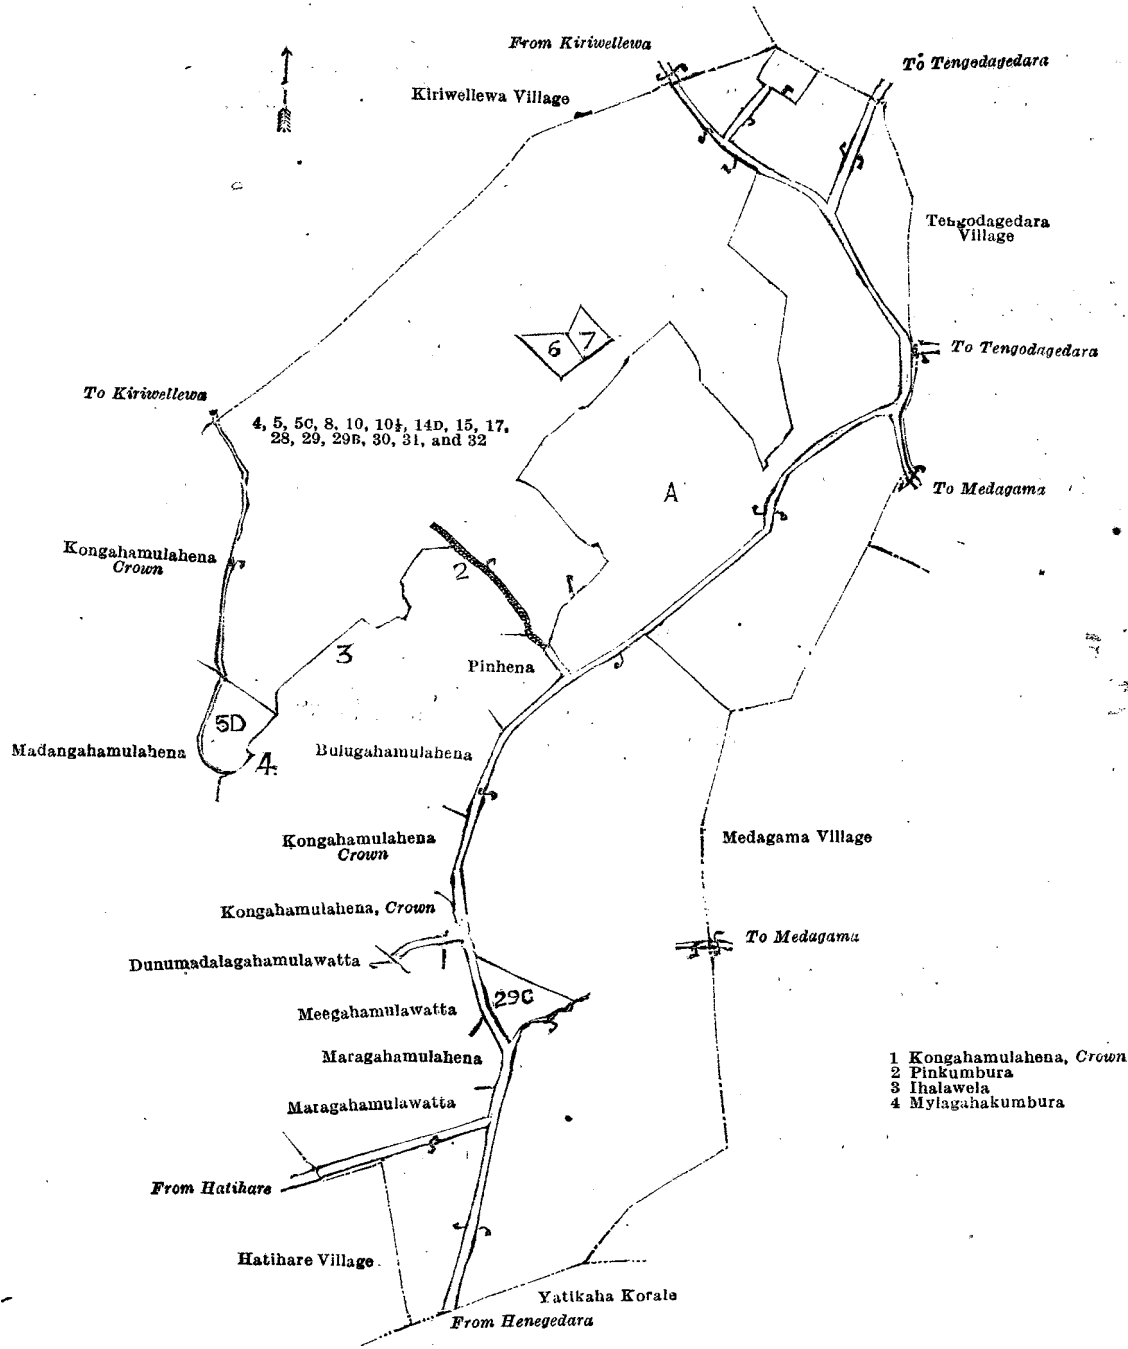 From Kiriwellewa
To Tengodagedara
Kiriwellewa Village
Tengodagedara
Village
6 7
To Tengodagedara
To Kiriwellewa
4, 5, 5C, 8, 10, 10½, 14D, 15, 17,
28, 29, 29B, 30, 31, and 32
A
To Medagama
Kongahamulahena
Crown
2
1
3
Pinhena
5D
Madangahamulahena
4
Bulugahamulahena
Kongahamulahena
Crown
Medagama Village
Kongahamulahena, Crown
To Medagama
Dunumadalagahamulawatta
1
29C
Meegahamulawatta
Maragahamulahena
1 Kongahamulahena, Crown
2 Pinkumbura
3 Ihalawela
4 Mylagahakumbura
Maragahamulawatta
From Hatihare
Hatihare Village
Yatikaha Korale
From Henegedara